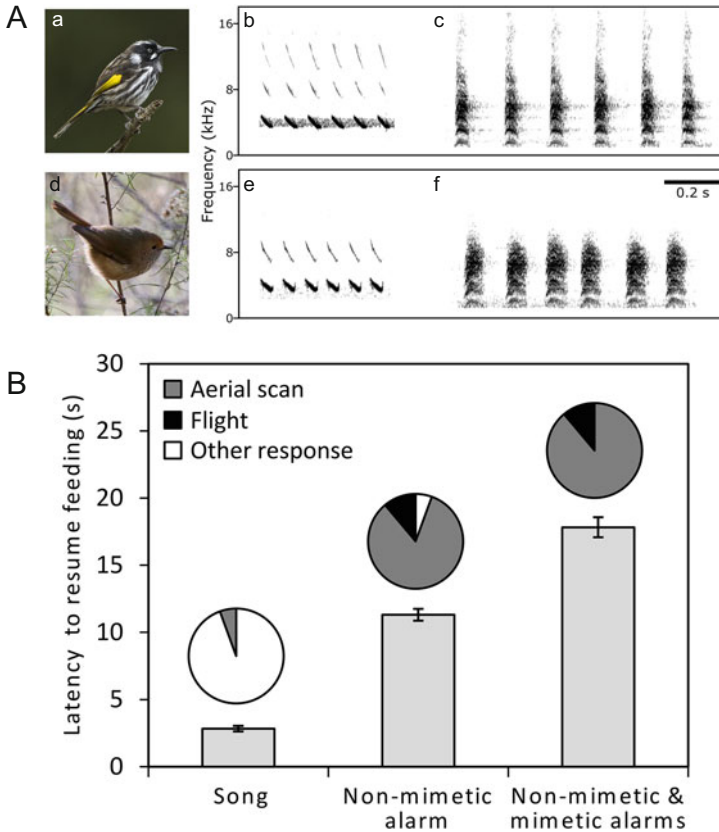 A
a
b
c
16
8
0
Frequency (kHz)
d
e
f
0.2 s
16
8
0
B
30
25
20
15
10
5
0
Latency to resume feeding (s)
Aerial scan
Flight
Other response
Song
Non-mimetic
alarm
Non-mimetic &
mimetic alarms